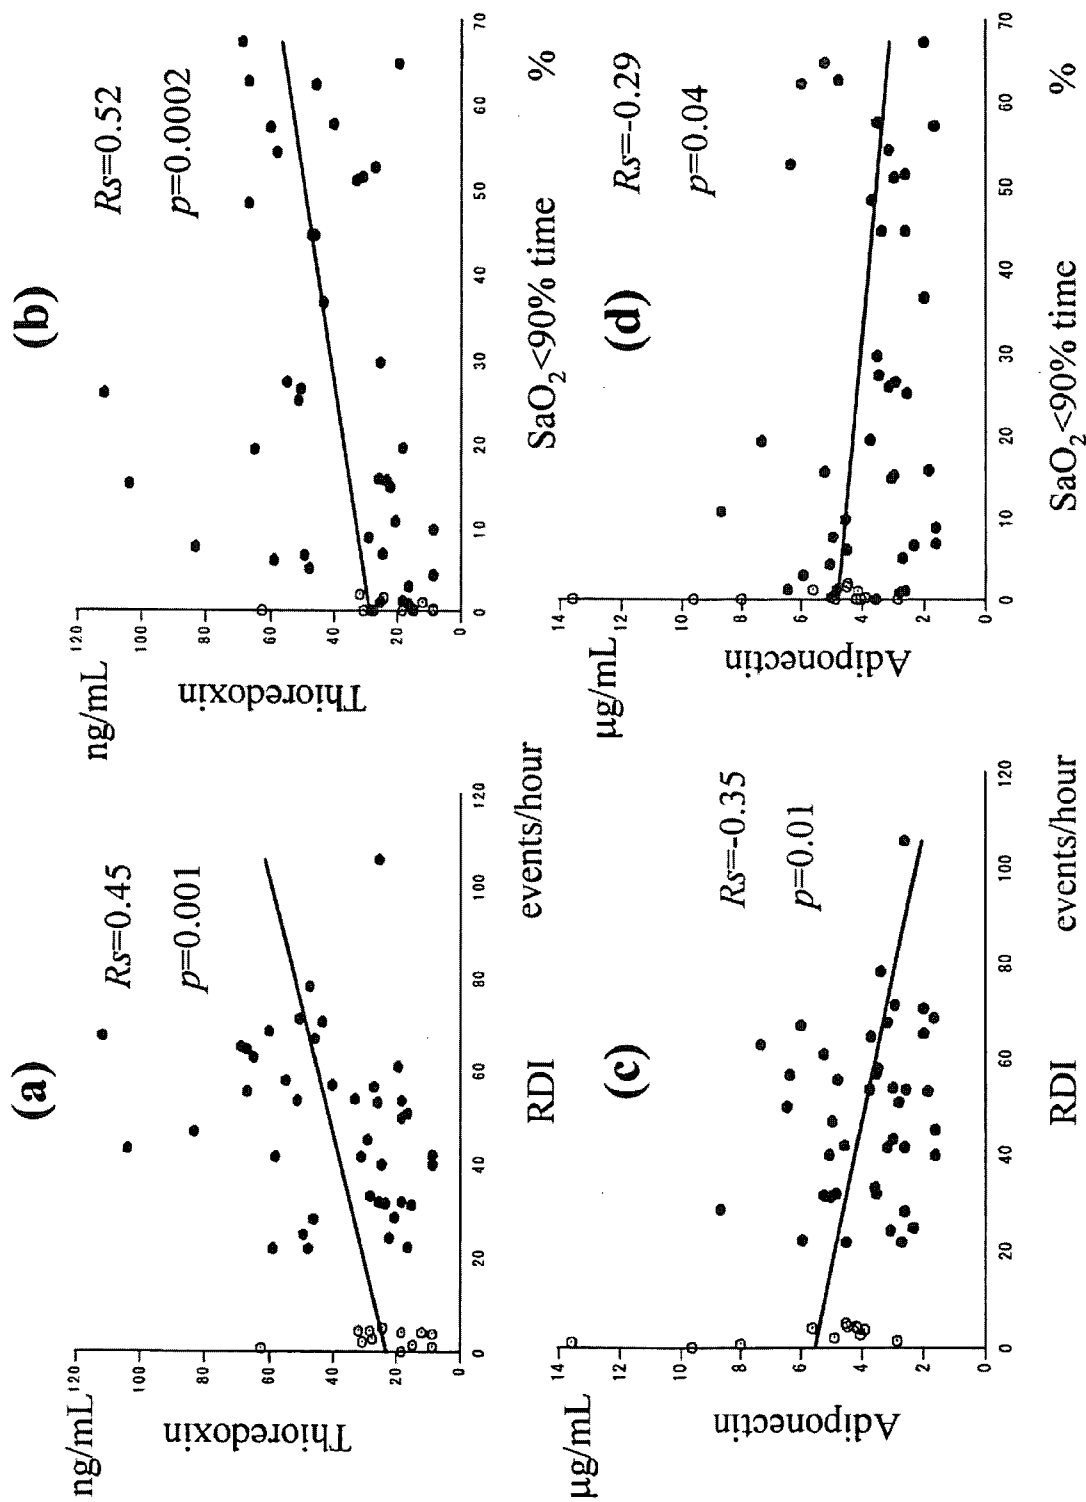 (a)
ng/mL
120
100
80
60
40
20
0
Thioredoxin
Rs=0.45
p=0.001
0
20
40
60
80
100
120
RDI
events/hour
(b)
ng/mL
120
100
80
60
40
20
0
Thioredoxin
Rs=0.52
p=0.0002
0
10
20
30
40
50
60
70
SaO₂<90% time
%
(c)
µg/mL
14
12
10
8
6
4
2
0
Adiponectin
Rs=-0.35
p=0.01
0
20
40
60
80
100
120
RDI
events/hour
(d)
µg/mL
14
12
10
8
6
4
2
0
Adiponectin
Rs=-0.29
p=0.04
0
10
20
30
40
50
60
70
SaO₂<90% time
%